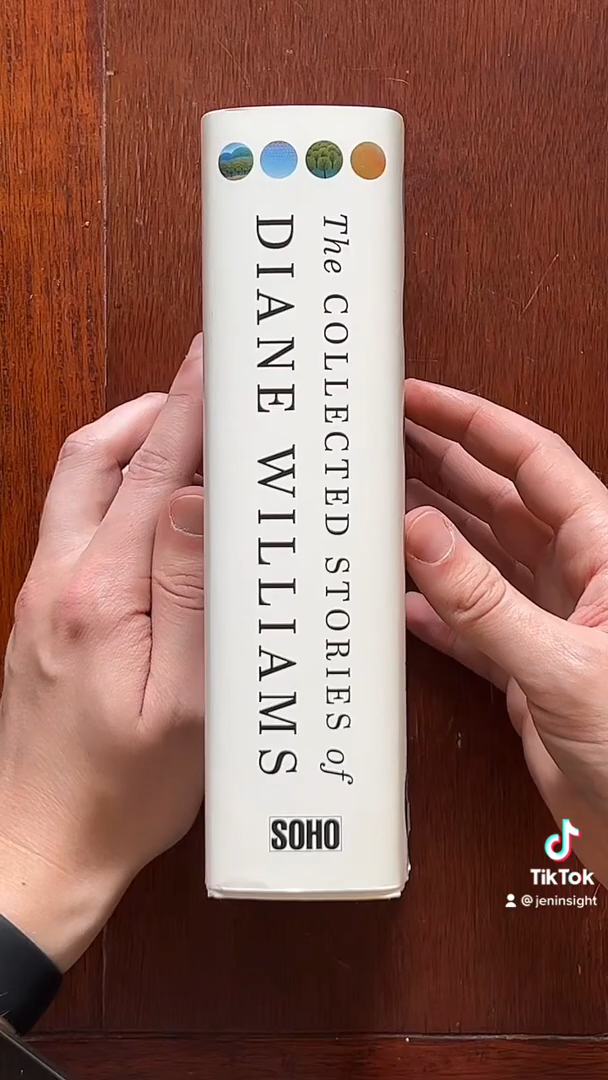 The COLLECTED STORIES of
DIANE WILLIAMS
SOHO
TikTok
@jeninsight